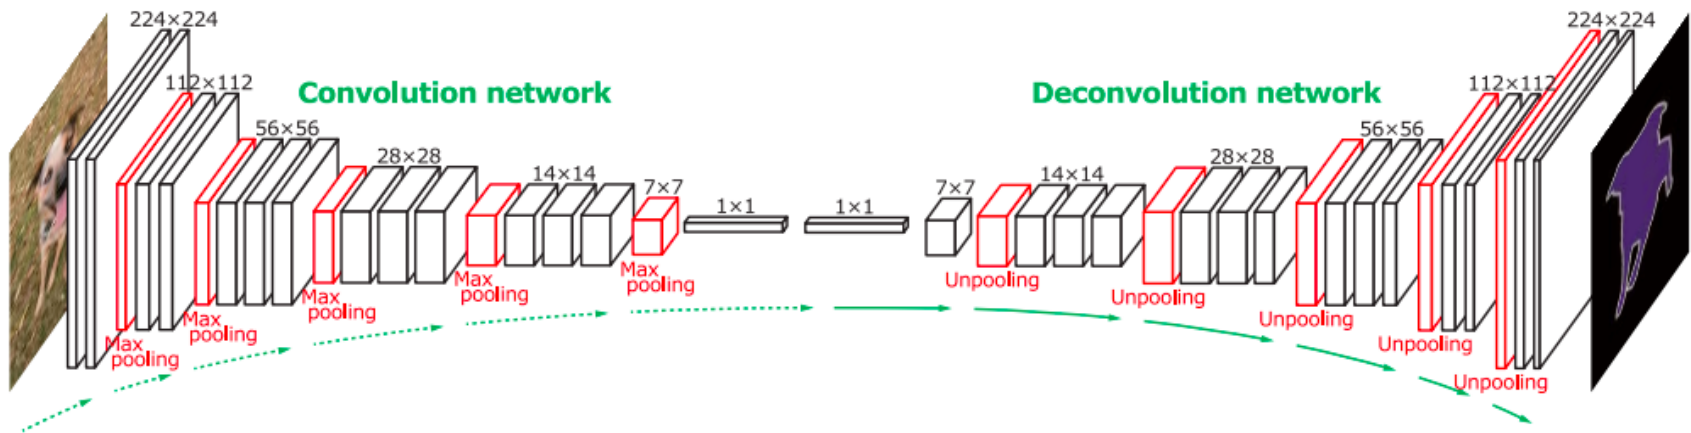 224×224
224×224
112×112
112×112
Convolution network
Deconvolution network
56×56
56×56
28×28
28×28
14×14
14×14
7×7
7×7
1×1
1×1
Max
pooling
Max
pooling
Max
pooling
Max
pooling
Max
pooling
Unpooling
Unpooling
Unpooling
Unpooling
Unpooling